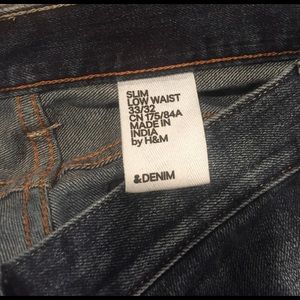 SLIM
LOW WAIST
33/32
CN 175/84A
MADE IN
INDIA
by H&M
&DENIM